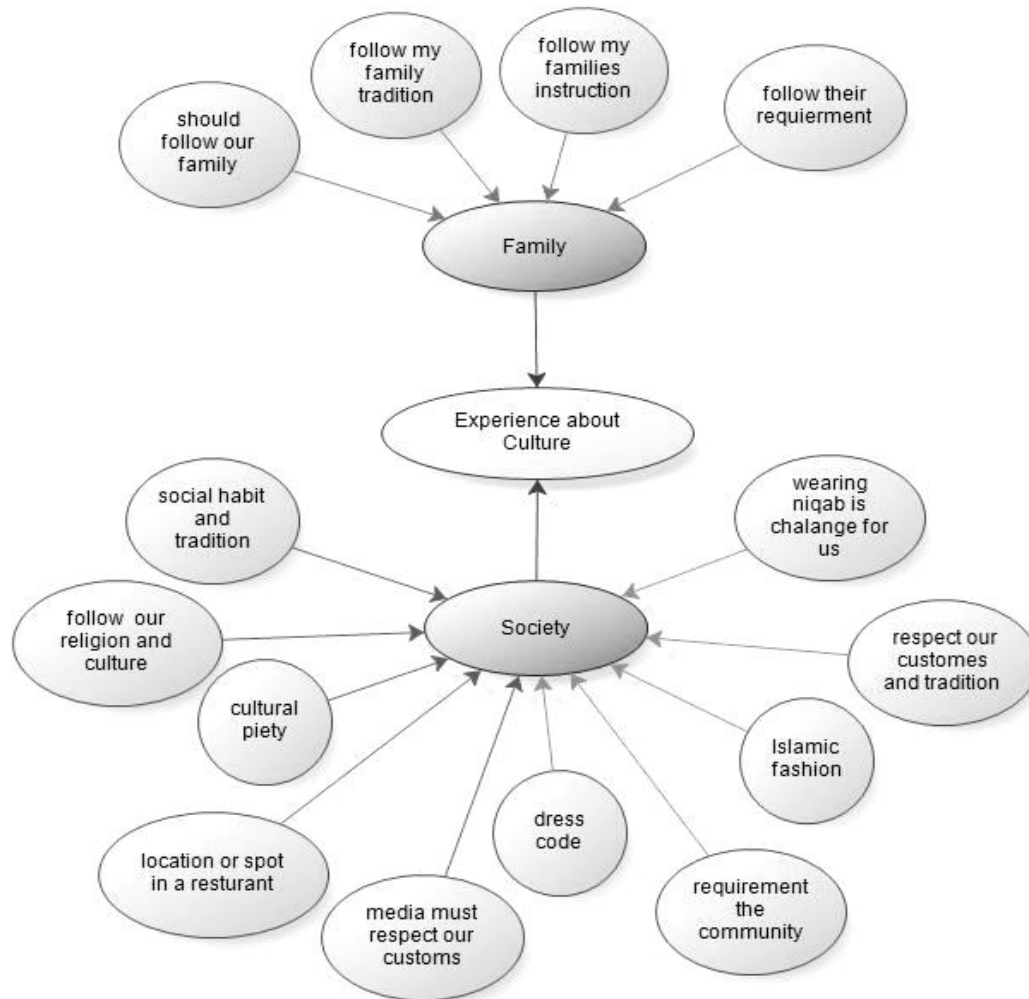 follow my
family
tradition
follow my
families
instruction
follow their
requierment
should
follow our
family
Family
Experience about
Culture
social habit
and
tradition
wearing
niqab is
chalange for
us
follow our
religion and
culture
Society
respect our
customes
and tradition
cultural
piety
Islamic
fashion
location or spot
in a resturant
dress
code
media must
respect our
customs
requirement
the
community